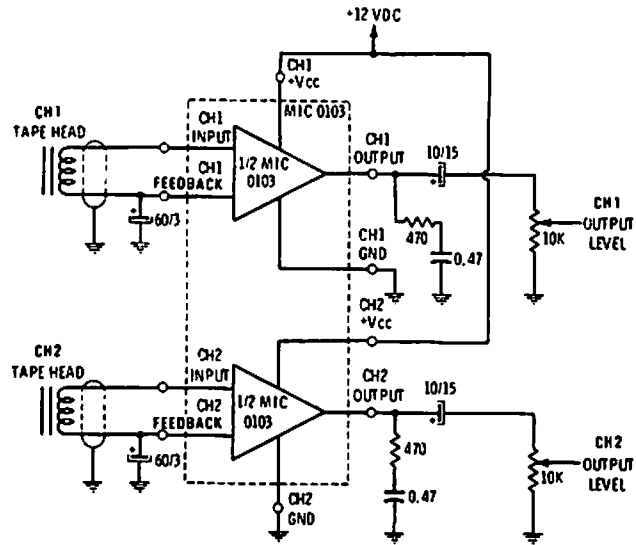 +12 VDC
CH1
+Vcc
MIC 0103
CH1
TAPE HEAD
CH1
INPUT
CH1
FEEDBACK
1/2 MIC
0103
CH1
OUTPUT
10/15
+
+
60/3
470
0.47
10K
CH1
OUTPUT
LEVEL
CH1
GND
CH2
+Vcc
CH2
TAPE HEAD
CH2
INPUT
CH2
FEEDBACK
1/2 MIC
0103
CH2
OUTPUT
10/15
+
+
60/3
470
0.47
10K
CH2
OUTPUT
LEVEL
CH2
GND